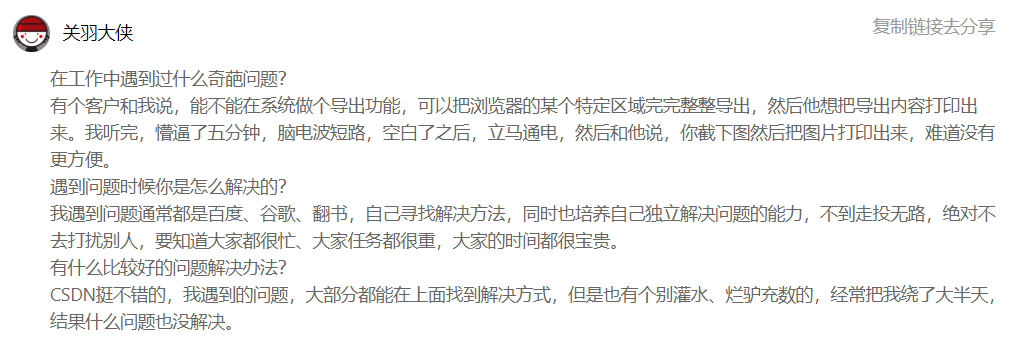 关羽大侠
复制链接去分享
在工作中遇到过什么奇葩问题？
有个客户和我说，能不能在系统做个导出功能，可以把浏览器的某个特定区域完完整整导出，然后他想把导出内容打印出
来。我听完，懵逼了五分钟，脑电波短路，空白了之后，立马通电，然后和他说，你截下图然后把图片打印出来，难道没有
更方便。
遇到问题时候你是怎么解决的？
我遇到问题通常都是百度、谷歌、翻书，自己寻找解决方法，同时也培养自己独立解决问题的能力，不到走投无路，绝对不
去打扰别人，要知道大家都很忙、大家任务都很重，大家的时间都很宝贵。
有什么比较好的问题解决办法？
CSDN挺不错的，我遇到的问题，大部分都能在上面找到解决方式，但是也有个别灌水、烂驴充数的，经常把我绕了大半天，
结果什么问题也没解决。